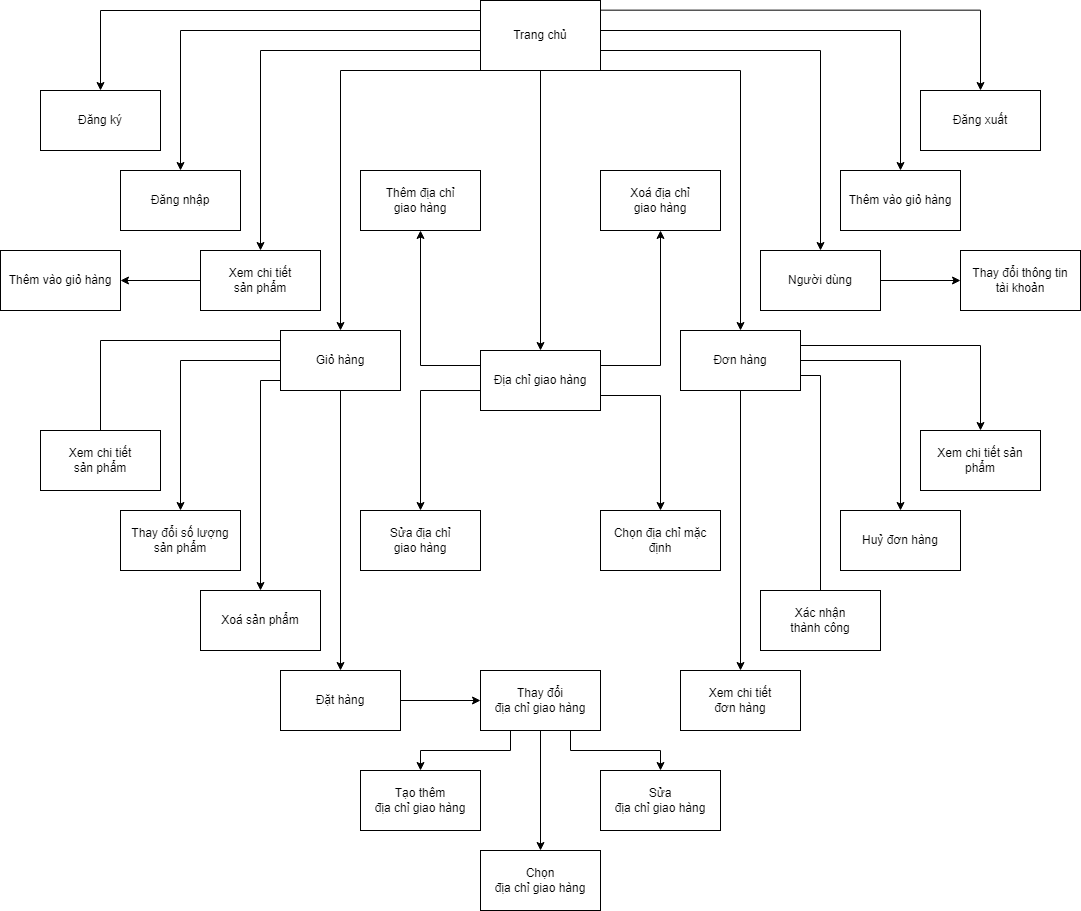 Trang chủ
Đăng ký
Đăng xuất
Đăng nhập
Thêm địa chỉ
giao hàng
Xoá địa chỉ
giao hàng
Thêm vào giỏ hàng
Thêm vào giỏ hàng
Xem chi tiết
sản phẩm
Người dùng
Thay đổi thông tin
tài khoản
Giỏ hàng
Địa chỉ giao hàng
Đơn hàng
Xem chi tiết
sản phẩm
Xem chi tiết sản
phẩm
Thay đổi số lượng
sản phẩm
Sửa địa chỉ
giao hàng
Chọn địa chỉ mặc
định
Huỷ đơn hàng
Xoá sản phẩm
Xác nhận
thành công
Đặt hàng
Thay đổi
địa chỉ giao hàng
Xem chi tiết
đơn hàng
Tạo thêm
địa chỉ giao hàng
Sửa
địa chỉ giao hàng
Chọn
địa chỉ giao hàng